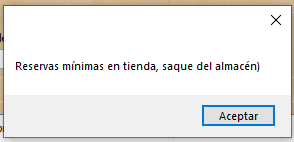 Reservas mínimas en tienda, saque del almacén)
Aceptar